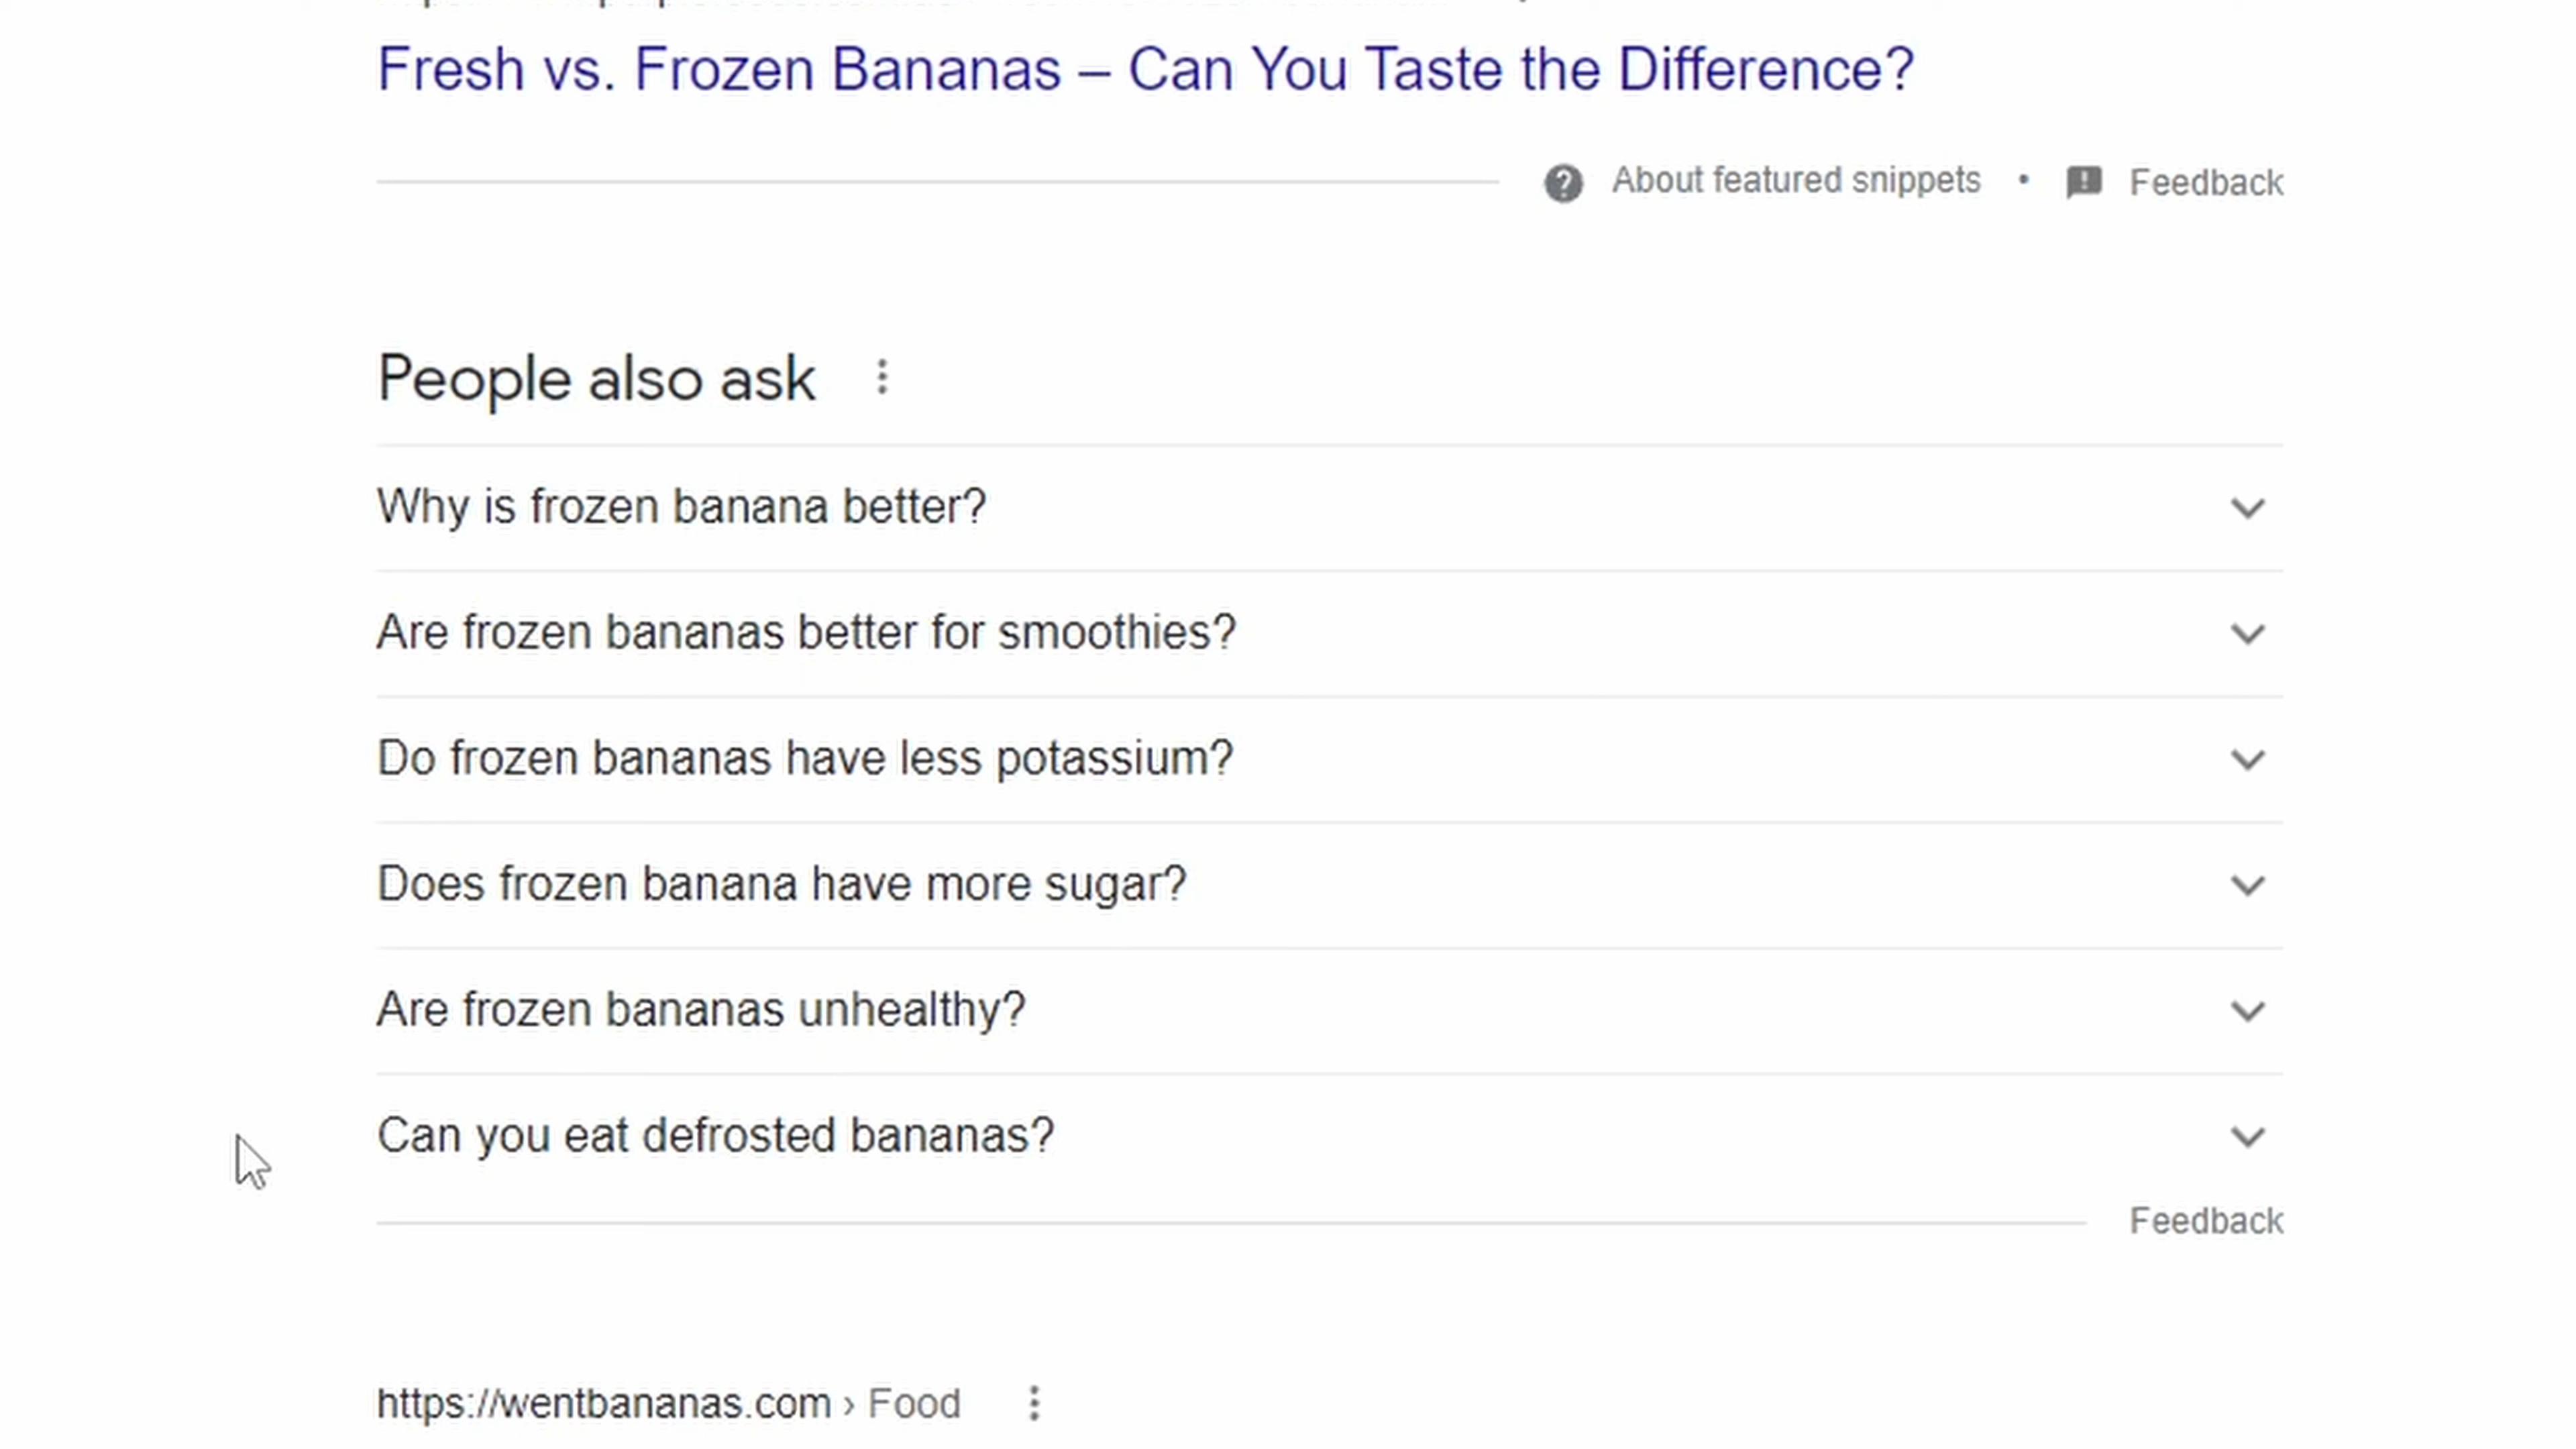 Fresh vs. Frozen Bananas – Can You Taste the Difference?
About featured snippets • Feedback
People also ask
Why is frozen banana better?
Are frozen bananas better for smoothies?
Do frozen bananas have less potassium?
Does frozen banana have more sugar?
Are frozen bananas unhealthy?
Can you eat defrosted bananas?
Feedback
https://wentbananas.com › Food